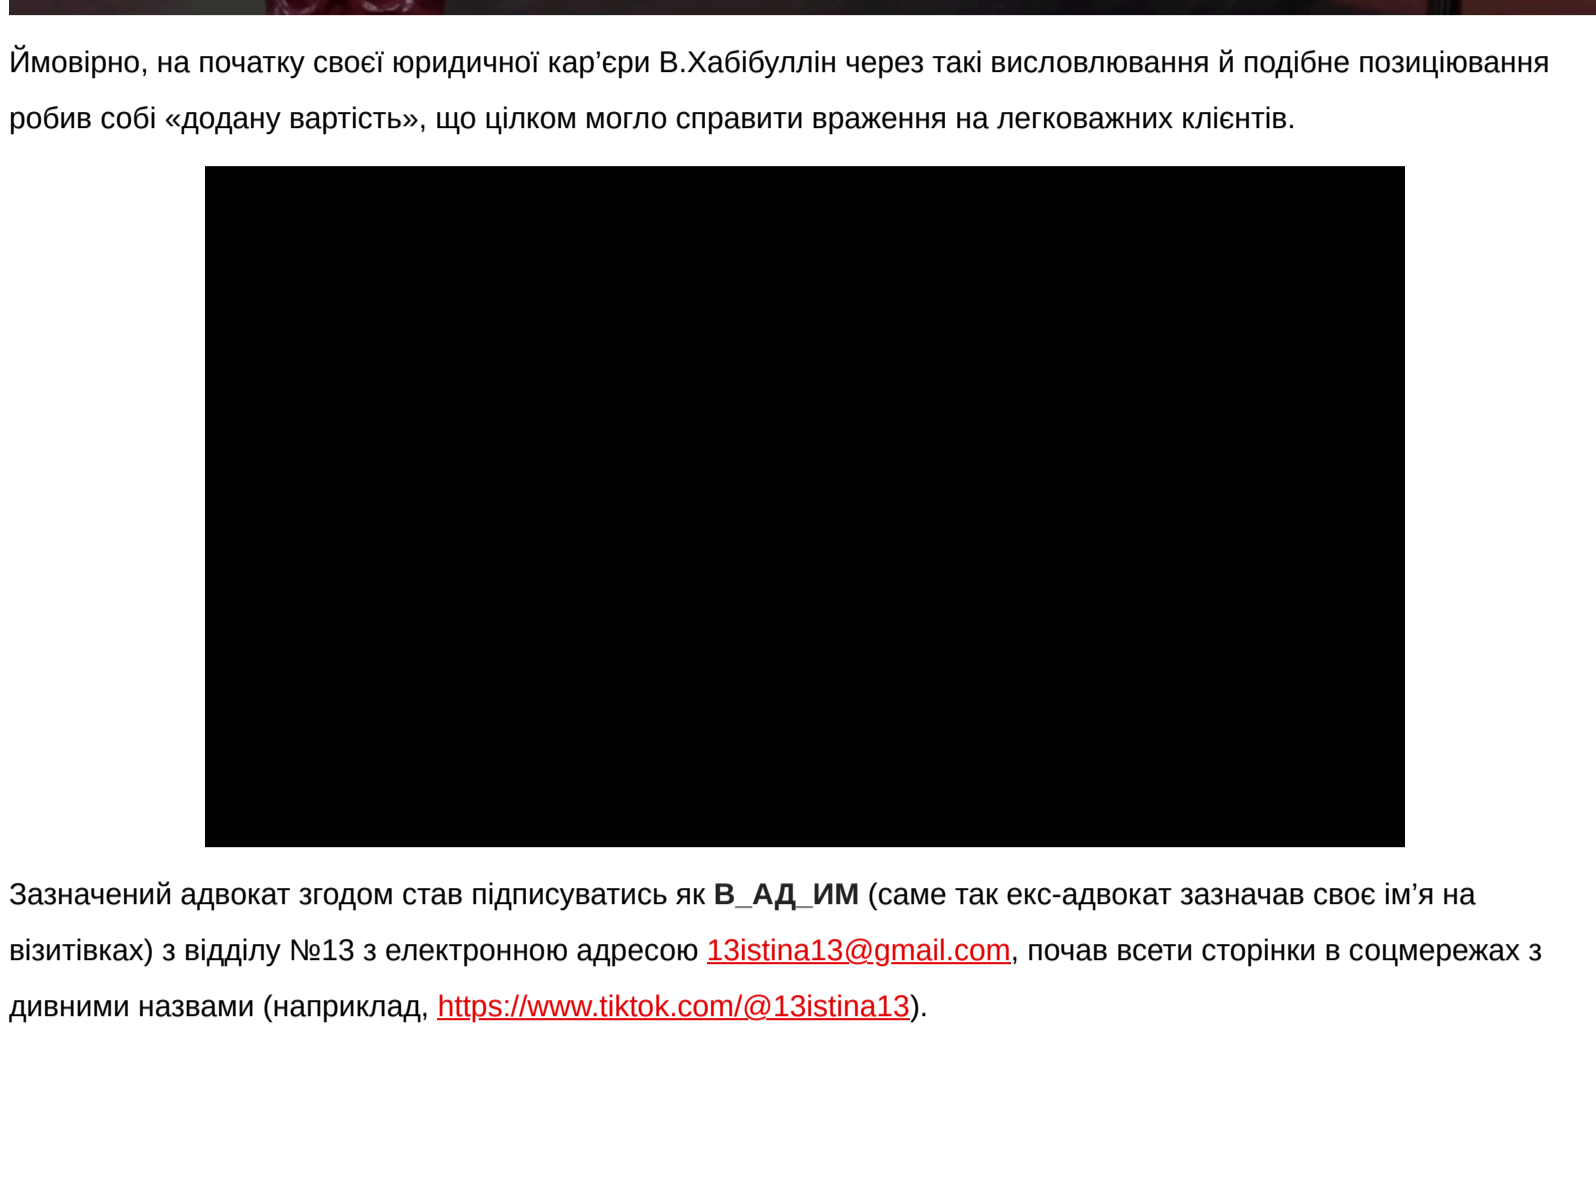 Ймовірно, на початку своєї юридичної кар’єри В.Хабібуллін через такі висловлювання й подібне позиціювання
робив собі «додану вартість», що цілком могло справити враження на легковажних клієнтів.
Зазначений адвокат згодом став підписуватись як В_АД_ИМ (саме так екс-адвокат зазначав своє ім’я на
візитівках) з відділу №13 з електронною адресою 13istina13@gmail.com, почав всети сторінки в соцмережах з
дивними назвами (наприклад, https://www.tiktok.com/@13istina13).